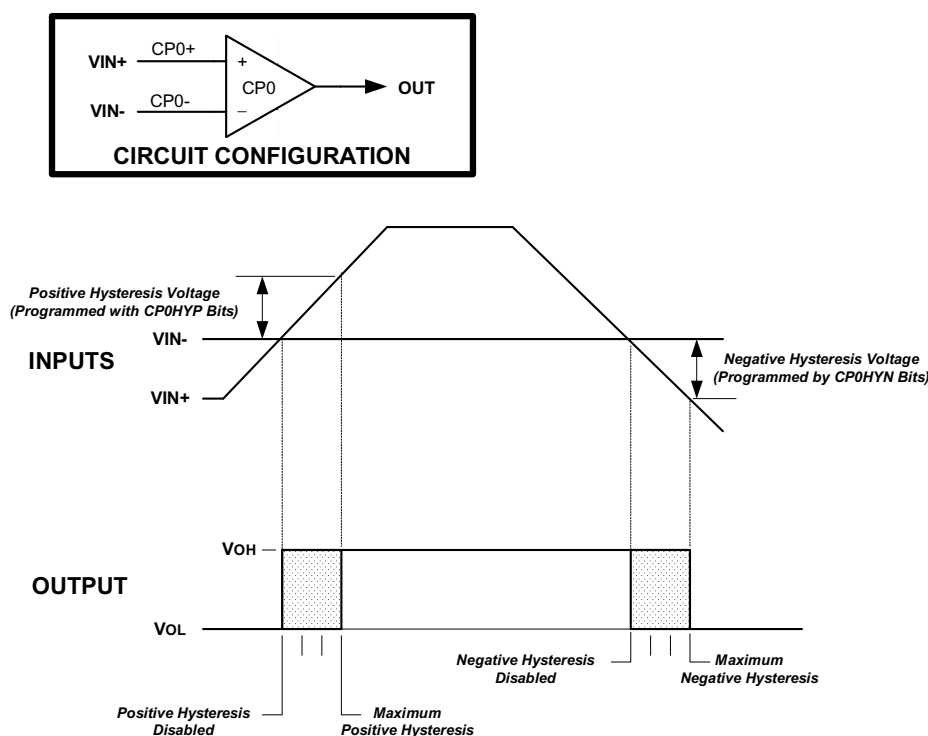 VIN+
CP0+
+
CP0
OUT
VIN-
CP0-
–
CIRCUIT CONFIGURATION
Positive Hysteresis Voltage
(Programmed with CP0HYP Bits)
VIN-
INPUTS
Negative Hysteresis Voltage
(Programmed by CP0HYN Bits)
VIN+
VOH
OUTPUT
VOL
Negative Hysteresis
Disabled
Maximum
Negative Hysteresis
Positive Hysteresis
Disabled
Maximum
Positive Hysteresis